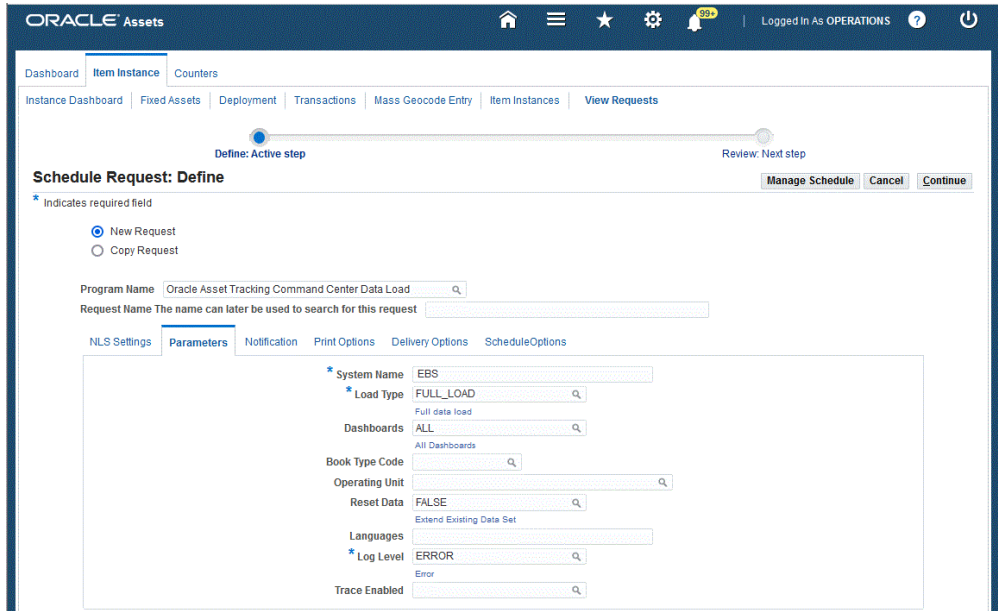 ORACLE Assets 99+ | Logged In As OPERATIONS ?
Dashboard Item Instance Counters
Instance Dashboard Fixed Assets Deployment Transactions Mass Geocode Entry Item Instances View Requests
Define: Active step Review: Next step
Schedule Request: Define Manage Schedule Cancel Continue
* Indicates required field
New Request
Copy Request
Program Name Oracle Asset Tracking Command Center Data Load
Request Name The name can later be used to search for this request
NLS Settings Parameters Notification Print Options Delivery Options ScheduleOptions
* System Name EBS
* Load Type FULL_LOAD
Full data load
Dashboards ALL
All Dashboards
Book Type Code
Operating Unit
Reset Data FALSE
Extend Existing Data Set
Languages
* Log Level ERROR
Error
Trace Enabled